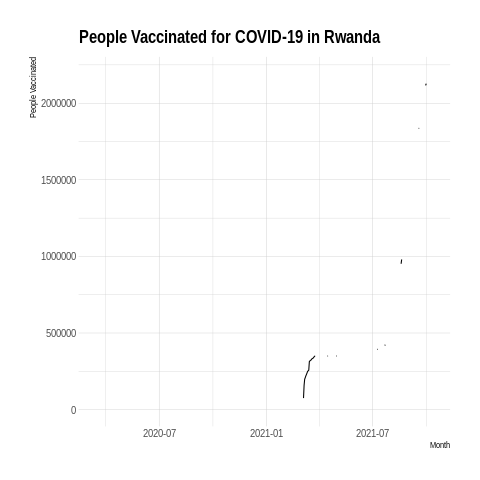 People Vaccinated for COVID-19 in Rwanda
People Vaccinated
2000000
1500000
1000000
500000
0
2020-07
2021-01
2021-07
Month